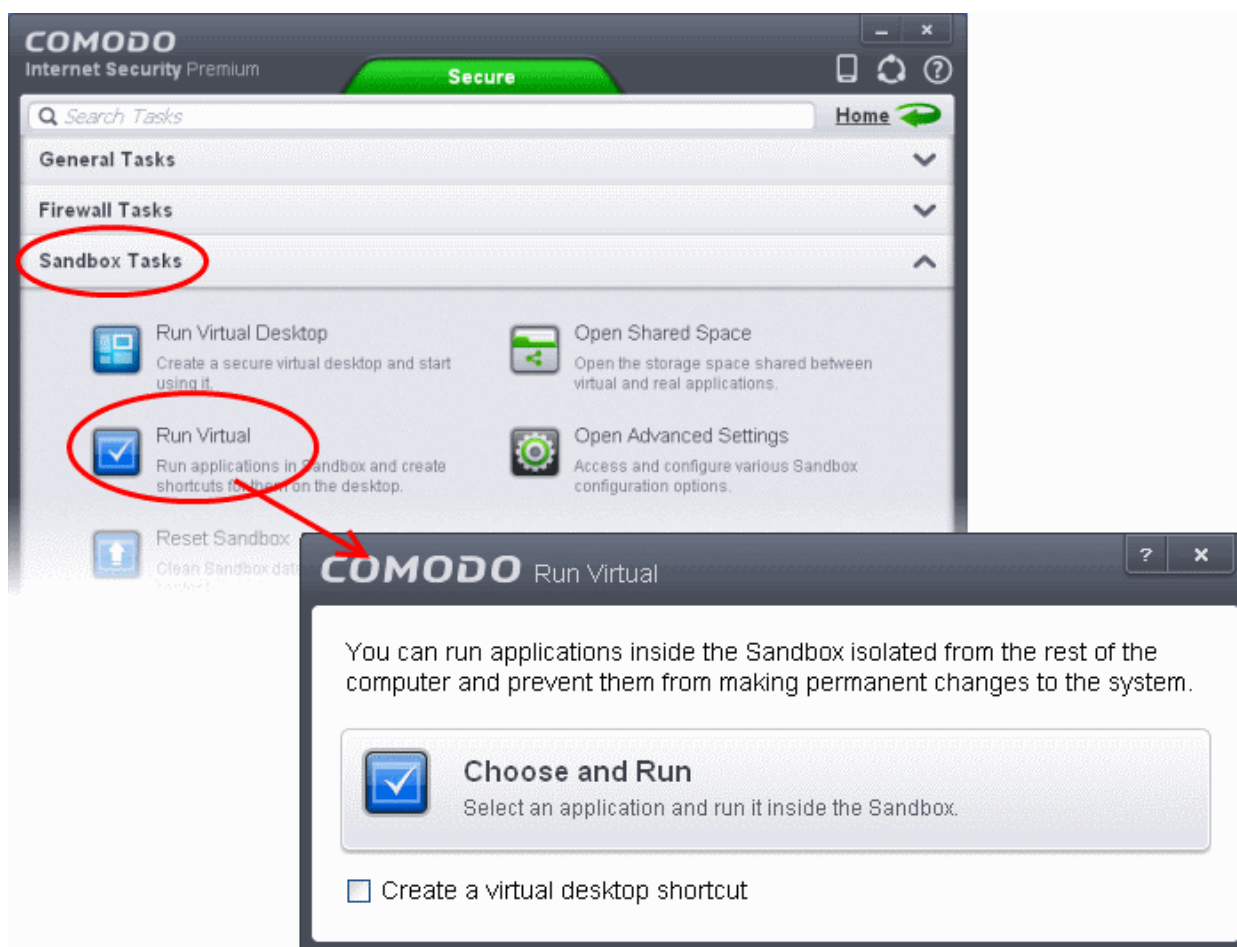 COMODO
Internet Security Premium
Secure
Search Tasks
Home
General Tasks
Firewall Tasks
Sandbox Tasks
Run Virtual Desktop
Create a secure virtual desktop and start
using it.
Open Shared Space
Open the storage space shared between
virtual and real applications.
Run Virtual
Run applications in Sandbox and create
shortcuts for them on the desktop.
Open Advanced Settings
Access and configure various Sandbox
configuration options.
Reset Sandbox
Clean Sandbox
COMODO Run Virtual
You can run applications inside the Sandbox isolated from the rest of the
computer and prevent them from making permanent changes to the system.
Choose and Run
Select an application and run it inside the Sandbox.
Create a virtual desktop shortcut